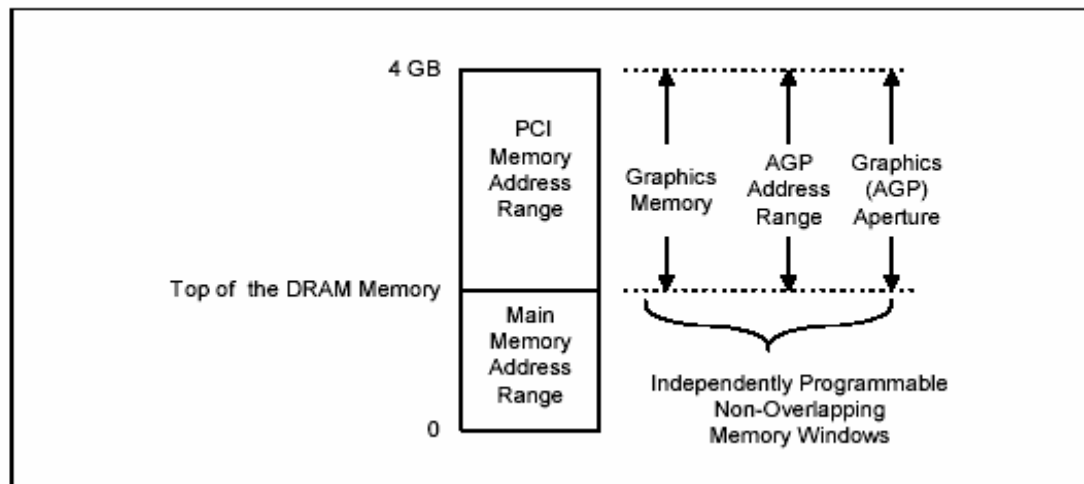 4 GB
PCI
Memory
Address
Range
Graphics
Memory
AGP
Address
Range
Graphics
(AGP)
Aperture
Top of the DRAM Memory
Main
Memory
Address
Range
0
Independently Programmable
Non-Overlapping
Memory Windows